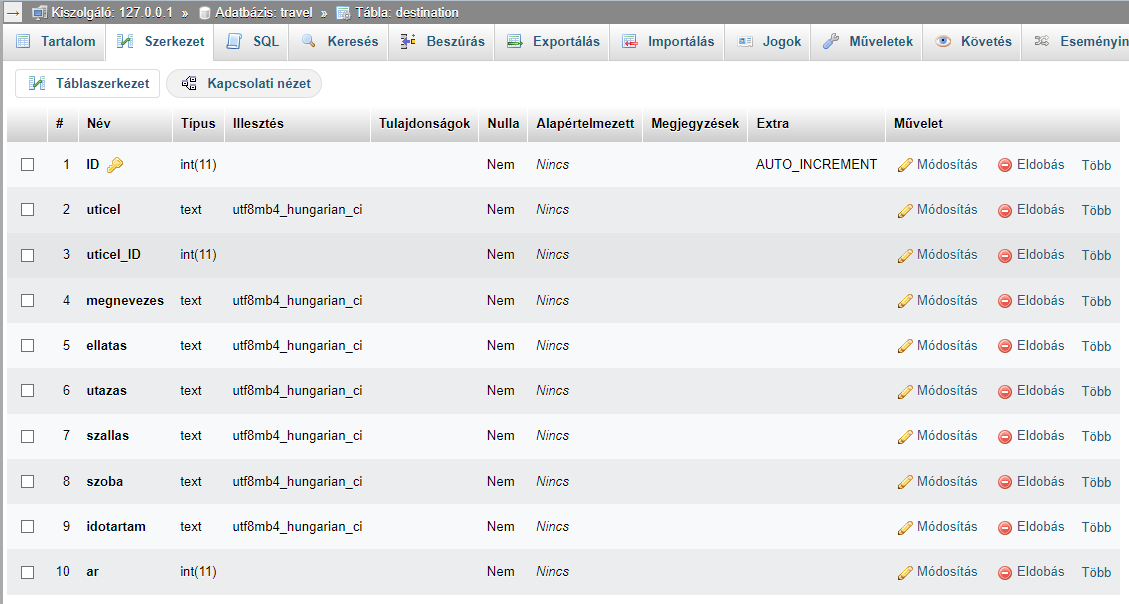 Kiszolgáló: 127.0.0.1 » Adatbázis: travel » Tábla: destination
Tartalom Szerkezet SQL Keresés Beszúrás Exportálás Importálás Jogok Műveletek Követés Eseményin
Táblaszerkezet Kapcsolati nézet
# Név Típus Illesztés Tulajdonságok Nulla Alapértelmezett Megjegyzések Extra Művelet
1 ID int(11) Nem Nincs AUTO_INCREMENT Módosítás Eldobás Több
2 uticel text utf8mb4_hungarian_ci Nem Nincs Módosítás Eldobás Több
3 uticel_ID int(11) Nem Nincs Módosítás Eldobás Több
4 megnevezes text utf8mb4_hungarian_ci Nem Nincs Módosítás Eldobás Több
5 ellatas text utf8mb4_hungarian_ci Nem Nincs Módosítás Eldobás Több
6 utazas text utf8mb4_hungarian_ci Nem Nincs Módosítás Eldobás Több
7 szallas text utf8mb4_hungarian_ci Nem Nincs Módosítás Eldobás Több
8 szoba text utf8mb4_hungarian_ci Nem Nincs Módosítás Eldobás Több
9 idotartam text utf8mb4_hungarian_ci Nem Nincs Módosítás Eldobás Több
10 ar int(11) Nem Nincs Módosítás Eldobás Több